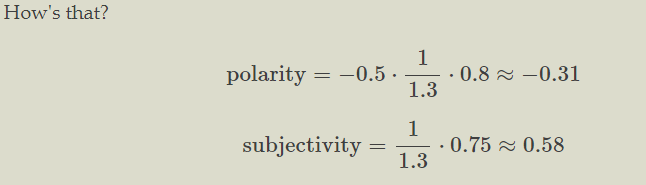 How's that?
polarity = −0.5 · 1/1.3 · 0.8 ≈ −0.31
subjectivity = 1/1.3 · 0.75 ≈ 0.58